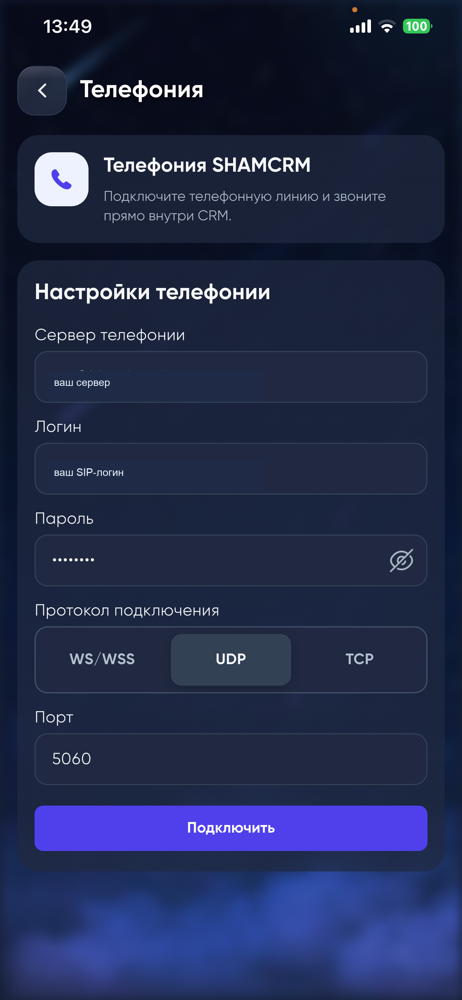 13:49
100
Телефония
Телефония SHAMCRM
Подключите телефонную линию и звоните
прямо внутри CRM.
Настройки телефонии
Сервер телефонии
ваш сервер
Логин
ваш SIP-логин
Пароль
••••••••
Протокол подключения
WS/WSS
UDP
TCP
Порт
5060
Подключить